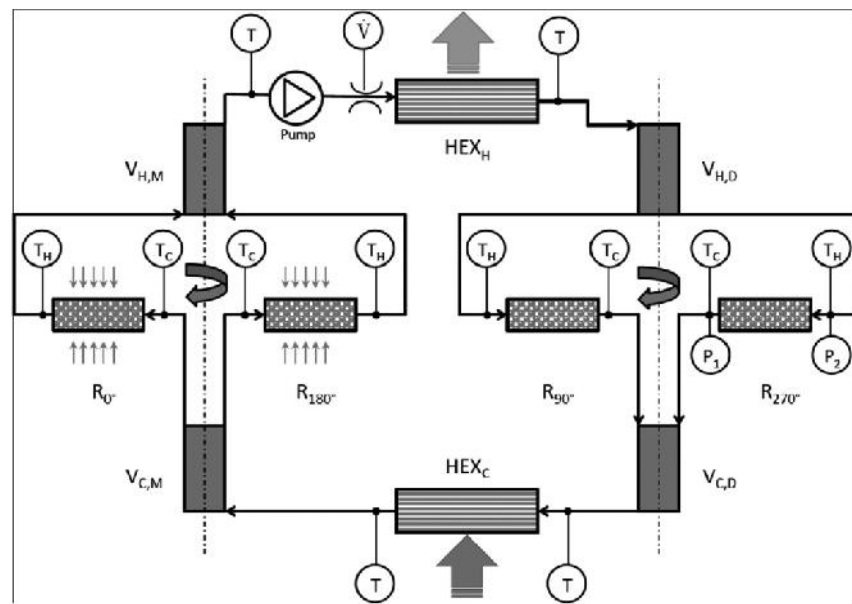 T V̇ T
Pump
HEX_H
V_H,M V_H,D
T_H T_C T_C T_H T_H T_C T_C T_H
P_1 P_2
R_0° R_180° R_90° R_270°
HEX_C
V_C,M V_C,D
T T